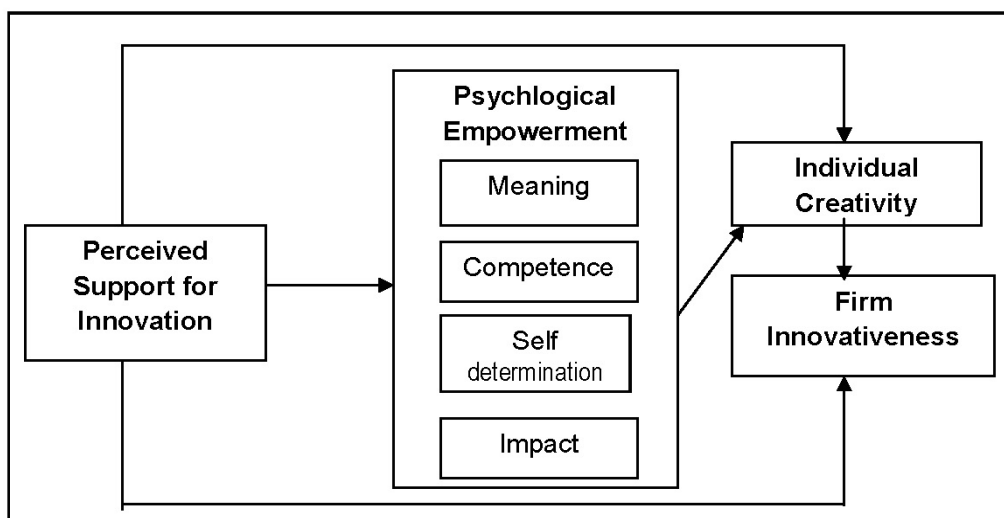 Perceived
Support for
Innovation
Psychlogical
Empowerment
Meaning
Competence
Self
determination
Impact
Individual
Creativity
Firm
Innovativeness